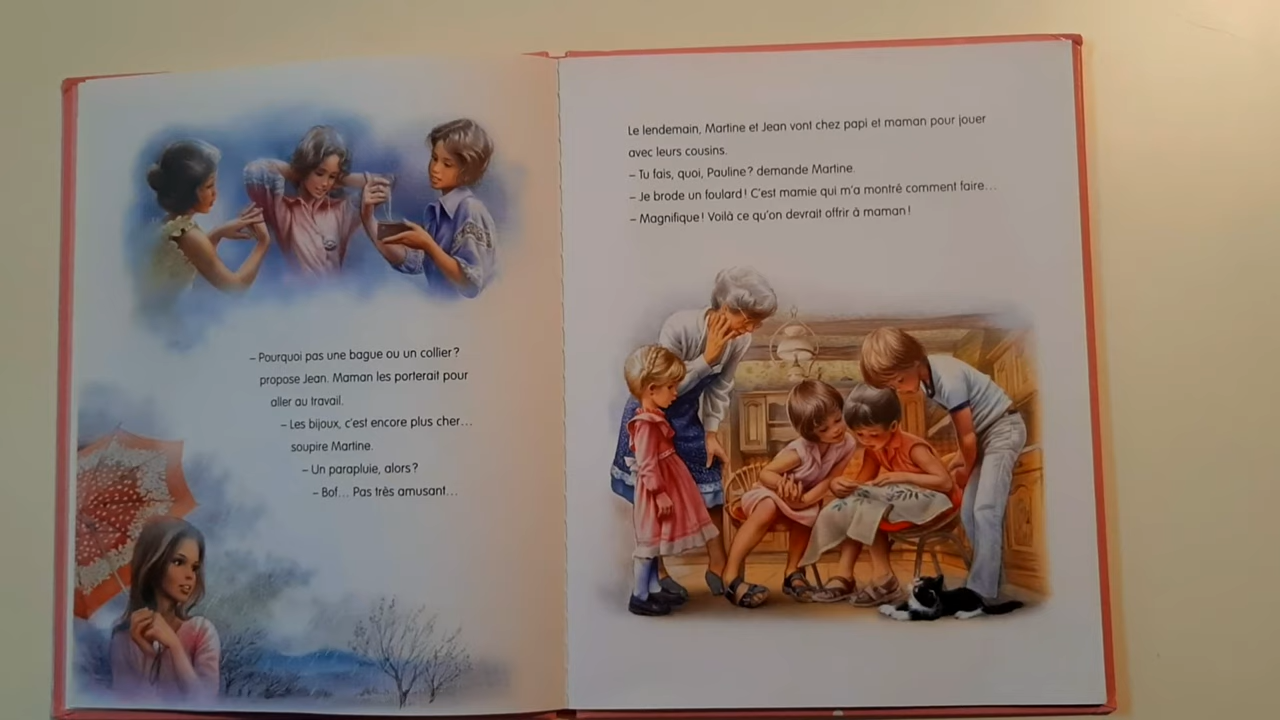 – Pourquoi pas une bague ou un collier ?
propose Jean. Maman les porterait pour
aller au travail.
– Les bijoux, c'est encore plus cher...
soupire Martine.
– Un parapluie, alors ?
– Bof... Pas très amusant...
Le lendemain, Martine et Jean vont chez papi et maman pour jouer
avec leurs cousins.
– Tu fais, quoi, Pauline ? demande Martine.
– Je brode un foulard ! C'est mamie qui m'a montré comment faire...
– Magnifique ! Voilà ce qu'on devrait offrir à maman !